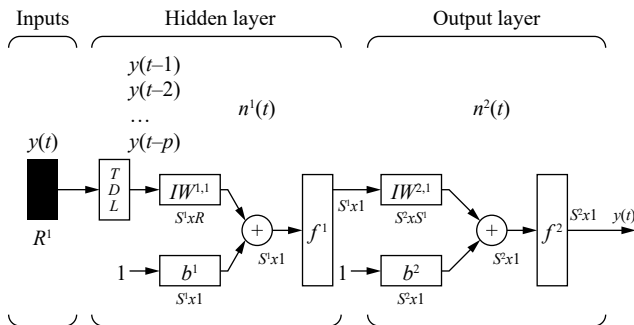 Inputs
Hidden layer
Output layer
y(t–1)
y(t–2)
...
y(t–p)
n¹(t)
n²(t)
y(t)
R¹
T
D
L
IW¹,¹
S¹xR
1
b¹
S¹x1
+
S¹x1
f¹
S¹x1
IW²,¹
S²xS¹
1
b²
S²x1
+
S²x1
f²
S²x1
y(t)